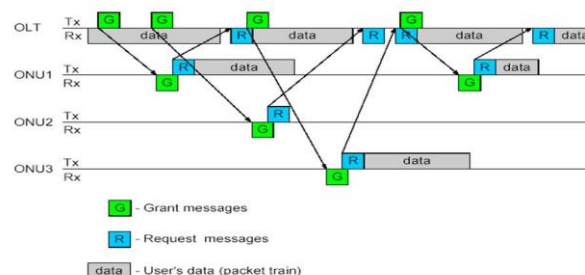 G G G G
OLT Tx
Rx data R data R R data R data
ONU1 Tx R data R data
Rx G G
ONU2 Tx R
Rx G
ONU3 Tx R data
Rx G
G - Grant messages
R - Request messages
data - User's data (packet train)